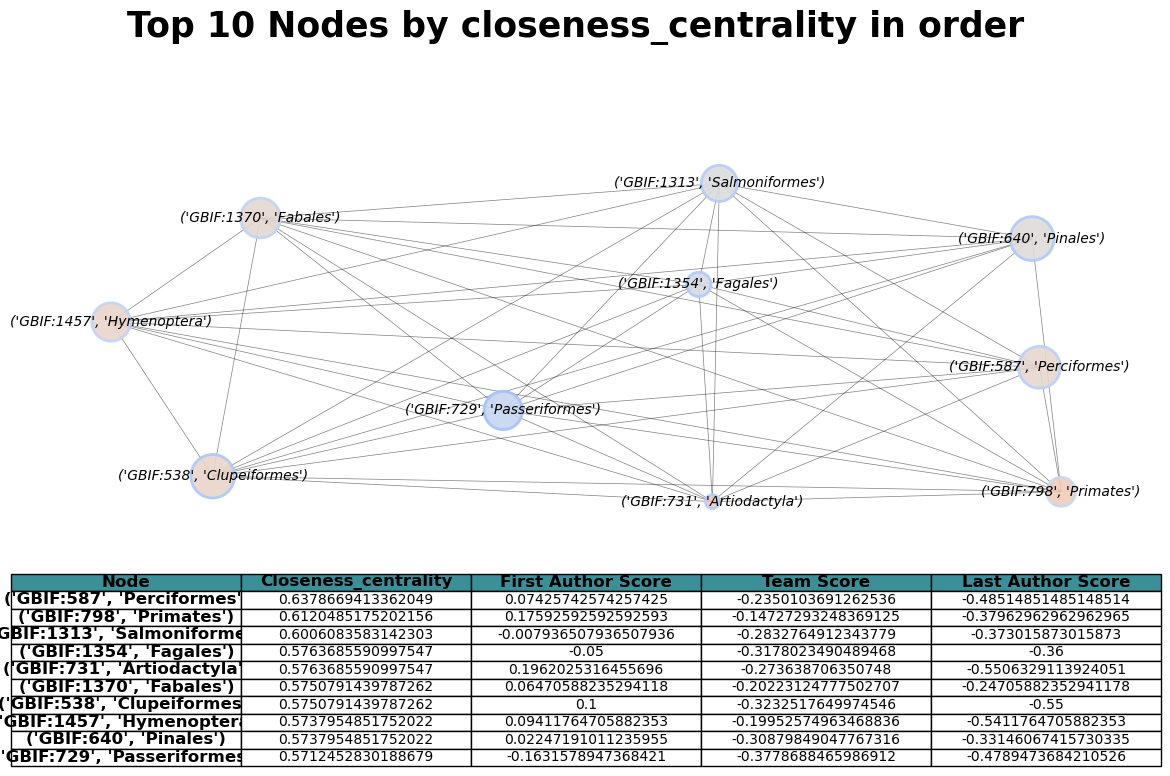 Top 10 Nodes by closeness_centrality in order
('GBIF:1313', 'Salmoniformes')
('GBIF:1370', 'Fabales')
('GBIF:640', 'Pinales')
('GBIF:1354', 'Fagales')
('GBIF:1457', 'Hymenoptera')
('GBIF:587', 'Perciformes')
('GBIF:729', 'Passeriformes')
('GBIF:538', 'Clupeiformes')
('GBIF:798', 'Primates')
('GBIF:731', 'Artiodactyla')
Node Closeness_centrality First Author Score Team Score Last Author Score
('GBIF:587', 'Perciformes' 0.6378669413362049 0.07425742574257425 -0.2350103691262536 -0.48514851485148514
('GBIF:798', 'Primates') 0.6120485175202156 0.17592592592592593 -0.14727293248369125 -0.37962962962962965
GBIF:1313', 'Salmoniforme 0.6006083583142303 -0.007936507936507936 -0.2832764912343779 -0.373015873015873
('GBIF:1354', 'Fagales') 0.5763685590997547 -0.05 -0.3178023490489468 -0.36
('GBIF:731', 'Artiodactyla' 0.5763685590997547 0.1962025316455696 -0.273638706350748 -0.5506329113924051
('GBIF:1370', 'Fabales') 0.5750791439787262 0.06470588235294118 -0.20223124777502707 -0.24705882352941178
('GBIF:538', 'Clupeiformes 0.5750791439787262 0.1 -0.3232517649974546 -0.55
'GBIF:1457', 'Hymenoptera 0.5737954851752022 0.09411764705882353 -0.19952574963468836 -0.5411764705882353
('GBIF:640', 'Pinales') 0.5737954851752022 0.02247191011235955 -0.30879849047767316 -0.33146067415730335
'GBIF:729', 'Passeriformes 0.5712452830188679 -0.1631578947368421 -0.3778688465986912 -0.4789473684210526